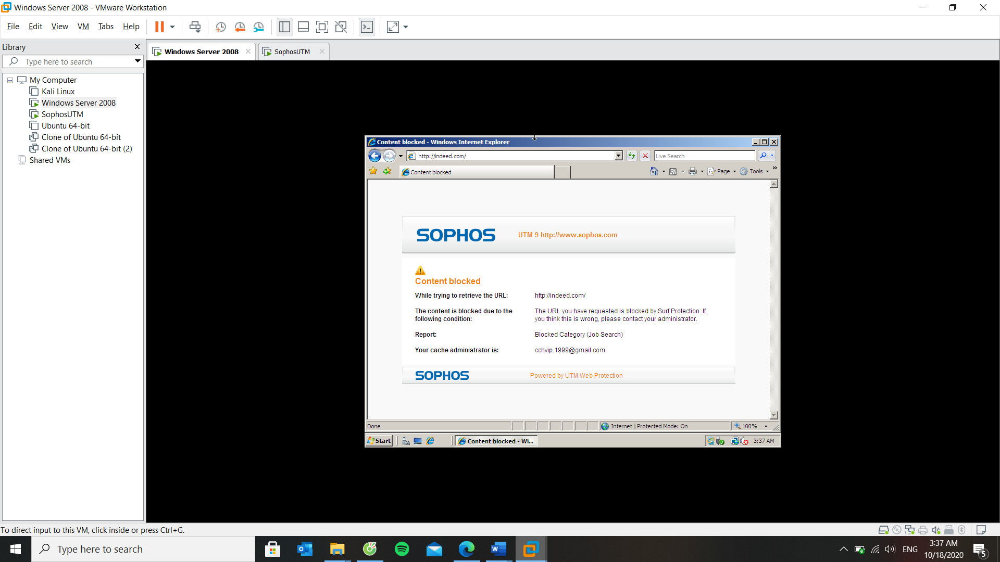 Windows Server 2008 - VMware Workstation
File Edit View VM Tabs Help
Library
Type here to search
My Computer
Kali Linux
Windows Server 2008
SophosUTM
Ubuntu 64-bit
Clone of Ubuntu 64-bit
Clone of Ubuntu 64-bit (2)
Shared VMs
Windows Server 2008
SophosUTM
Content blocked - Windows Internet Explorer
http://indeed.com/
Live Search
Content blocked
Page Tools »
SOPHOS UTM 9 http://www.sophos.com
Content blocked
While trying to retrieve the URL: http://indeed.com/
The content is blocked due to the following condition: The URL you have requested is blocked by Surf Protection. If
you think this is wrong, please contact your administrator.
Report: Blocked Category (Job Search)
Your cache administrator is: cchvip.1999@gmail.com
SOPHOS Powered by UTM Web Protection
Done Internet | Protected Mode: On 100%
Start Content blocked - Wi... 3:37 AM
To direct input to this VM, click inside or press Ctrl+G.
Type here to search
ENG 3:37 AM
10/18/2020
5